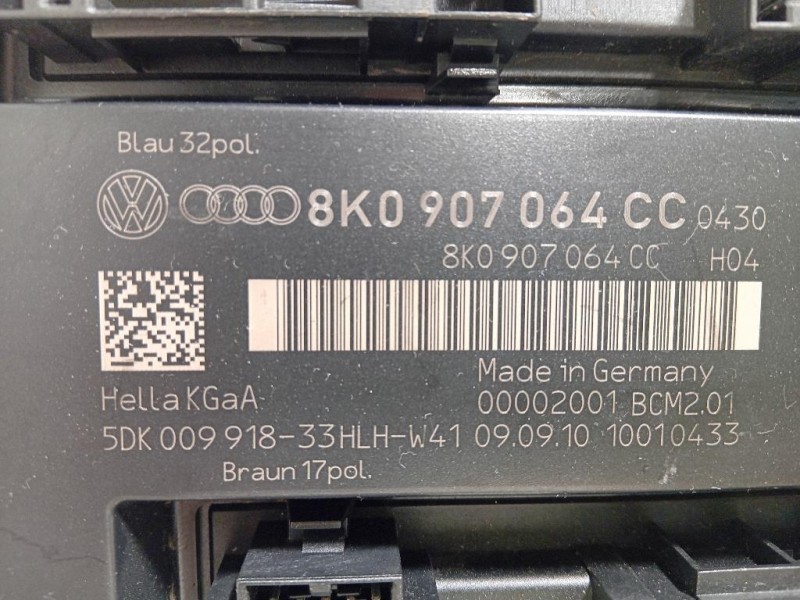 Blau 32pol.
8K0 907 064 CC 0430
8K0 907 064 CC H04
Made in Germany
Hella KGaA 00002001 BCM2.01
5DK 009 918-33HLH-W41 09.09.10 10010433
Braun 17pol.